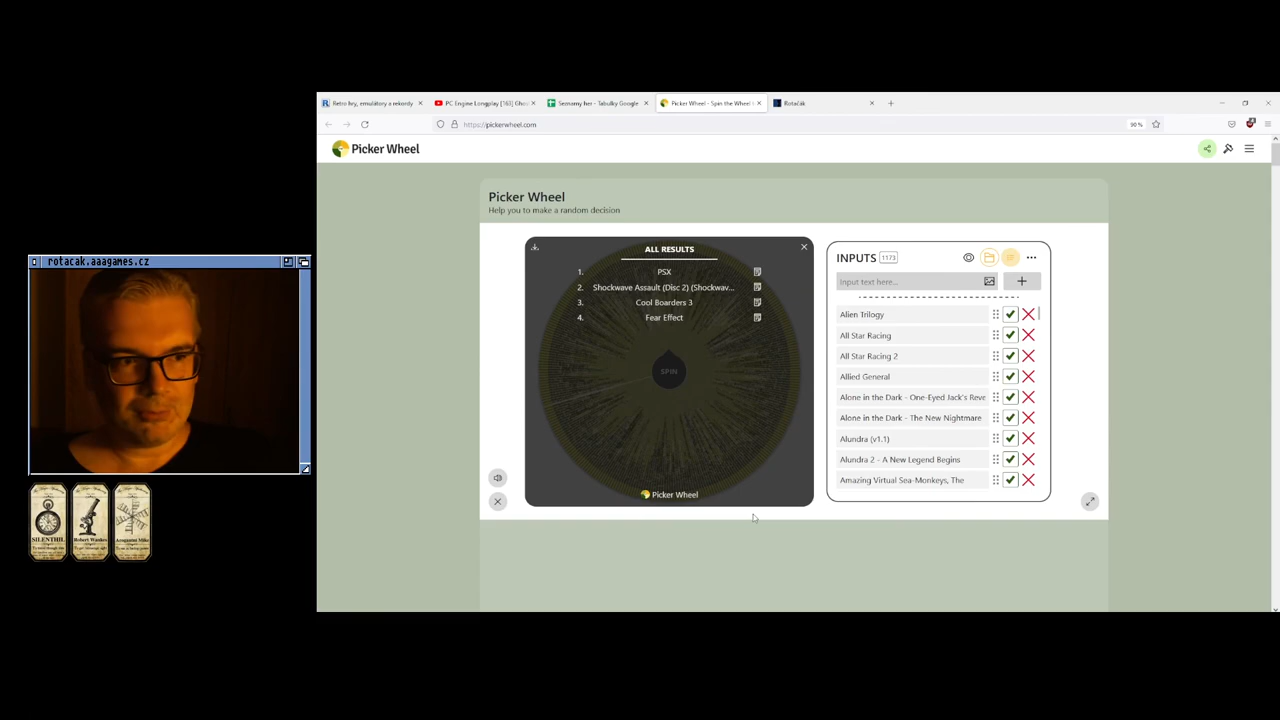 Retro hry, emulátory a rekordy
PC Engine Longplay [163] Gho
Seznamy her - Tabulky Google
Picker Wheel - Spin the Wheel
Rotaťák
https://pickerwheel.com
90%
Picker Wheel
Picker Wheel
Help you to make a random decision
ALL RESULTS
1. PSX
2. Shockwave Assault (Disc 2) (Shockwav...
3. Cool Boarders 3
4. Fear Effect
SPIN
Picker Wheel
INPUTS 1173
Input text here...
Alien Trilogy
All Star Racing
All Star Racing 2
Allied General
Alone in the Dark - One-Eyed Jack's Reve
Alone in the Dark - The New Nightmare
Alundra (v1.1)
Alundra 2 - A New Legend Begins
Amazing Virtual Sea-Monkeys, The
rotacak.aaagames.cz
SILENTHILL